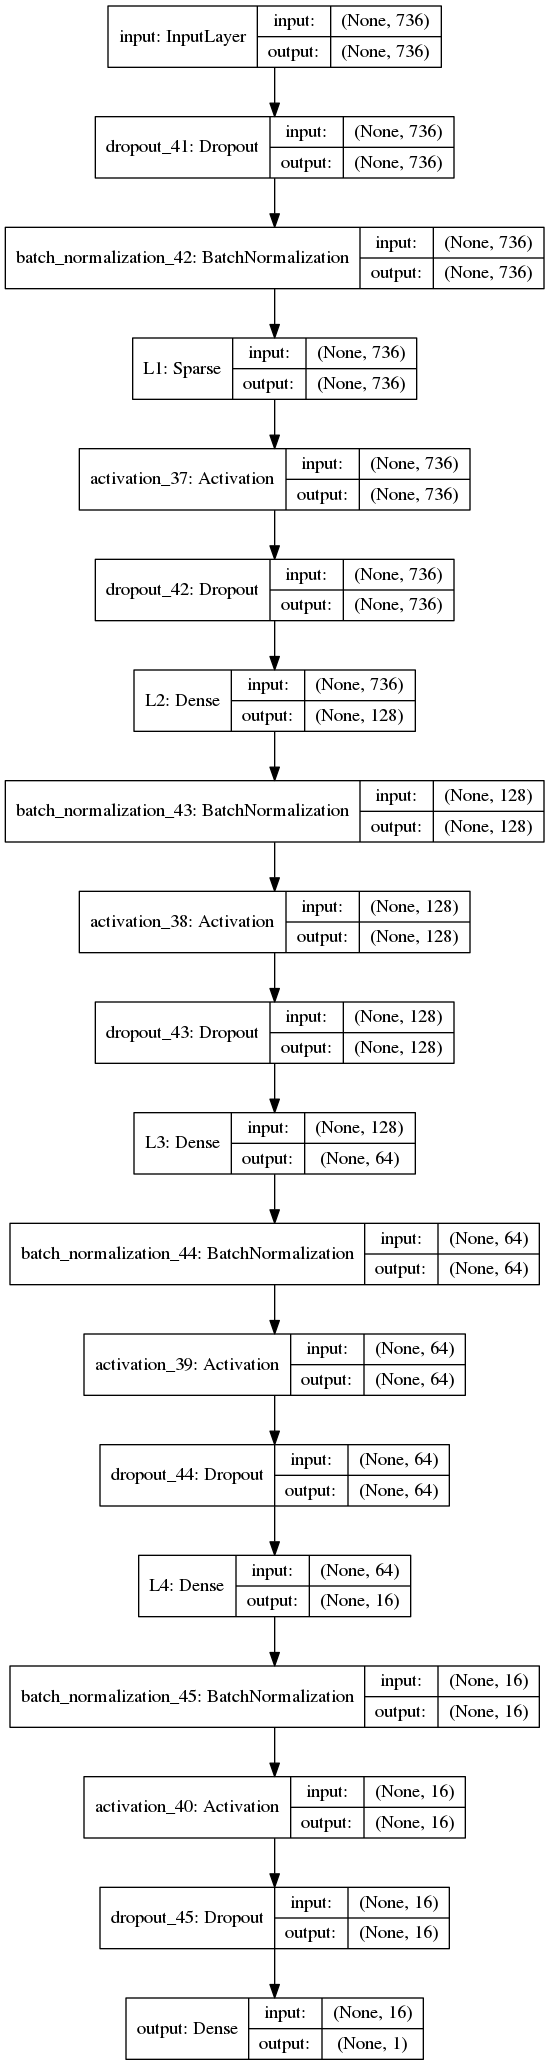 input: InputLayer
input: (None, 736)
output: (None, 736)
dropout_41: Dropout
input: (None, 736)
output: (None, 736)
batch_normalization_42: BatchNormalization
input: (None, 736)
output: (None, 736)
L1: Sparse
input: (None, 736)
output: (None, 736)
activation_37: Activation
input: (None, 736)
output: (None, 736)
dropout_42: Dropout
input: (None, 736)
output: (None, 736)
L2: Dense
input: (None, 736)
output: (None, 128)
batch_normalization_43: BatchNormalization
input: (None, 128)
output: (None, 128)
activation_38: Activation
input: (None, 128)
output: (None, 128)
dropout_43: Dropout
input: (None, 128)
output: (None, 128)
L3: Dense
input: (None, 128)
output: (None, 64)
batch_normalization_44: BatchNormalization
input: (None, 64)
output: (None, 64)
activation_39: Activation
input: (None, 64)
output: (None, 64)
dropout_44: Dropout
input: (None, 64)
output: (None, 64)
L4: Dense
input: (None, 64)
output: (None, 16)
batch_normalization_45: BatchNormalization
input: (None, 16)
output: (None, 16)
activation_40: Activation
input: (None, 16)
output: (None, 16)
dropout_45: Dropout
input: (None, 16)
output: (None, 16)
output: Dense
input: (None, 16)
output: (None, 1)